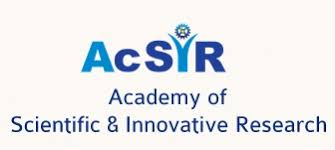 AcSIR
Academy of
Scientific & Innovative Research